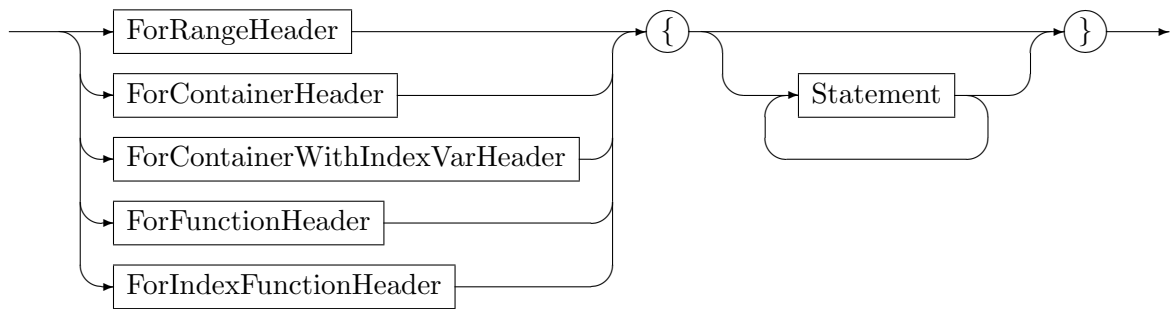 ForRangeHeader { }
ForContainerHeader Statement
ForContainerWithIndexVarHeader
ForFunctionHeader
ForIndexFunctionHeader